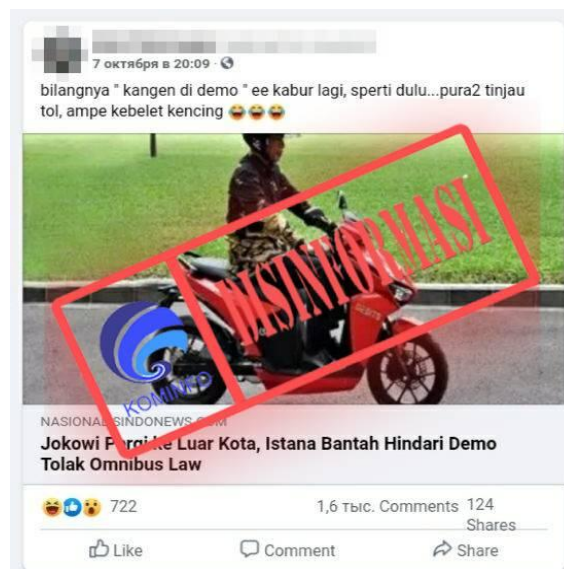 7 октября в 20:09
bilangnya " kangen di demo " ee kabur lagi, sperti dulu...pura2 tinjau
tol, ampe kebelet kencing
DISINFORMASI
KOMINFO
GESITS
NASIONAL.SINDONEWS.COM
Jokowi Pergi ke Luar Kota, Istana Bantah Hindari Demo
Tolak Omnibus Law
722
1,6 тыс. Comments 124
Shares
Like Comment Share